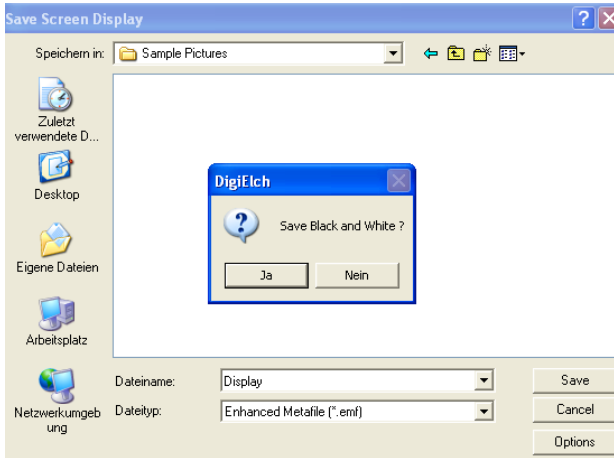 Save Screen Display
Speichern in:
Sample Pictures
Zuletzt
verwendete D...
Desktop
Eigene Dateien
Arbeitsplatz
Netzwerkumgeb
ung
DigiElch
Save Black and White ?
Ja
Nein
Dateiname:
Display
Save
Dateityp:
Enhanced Metafile (*.emf)
Cancel
Options